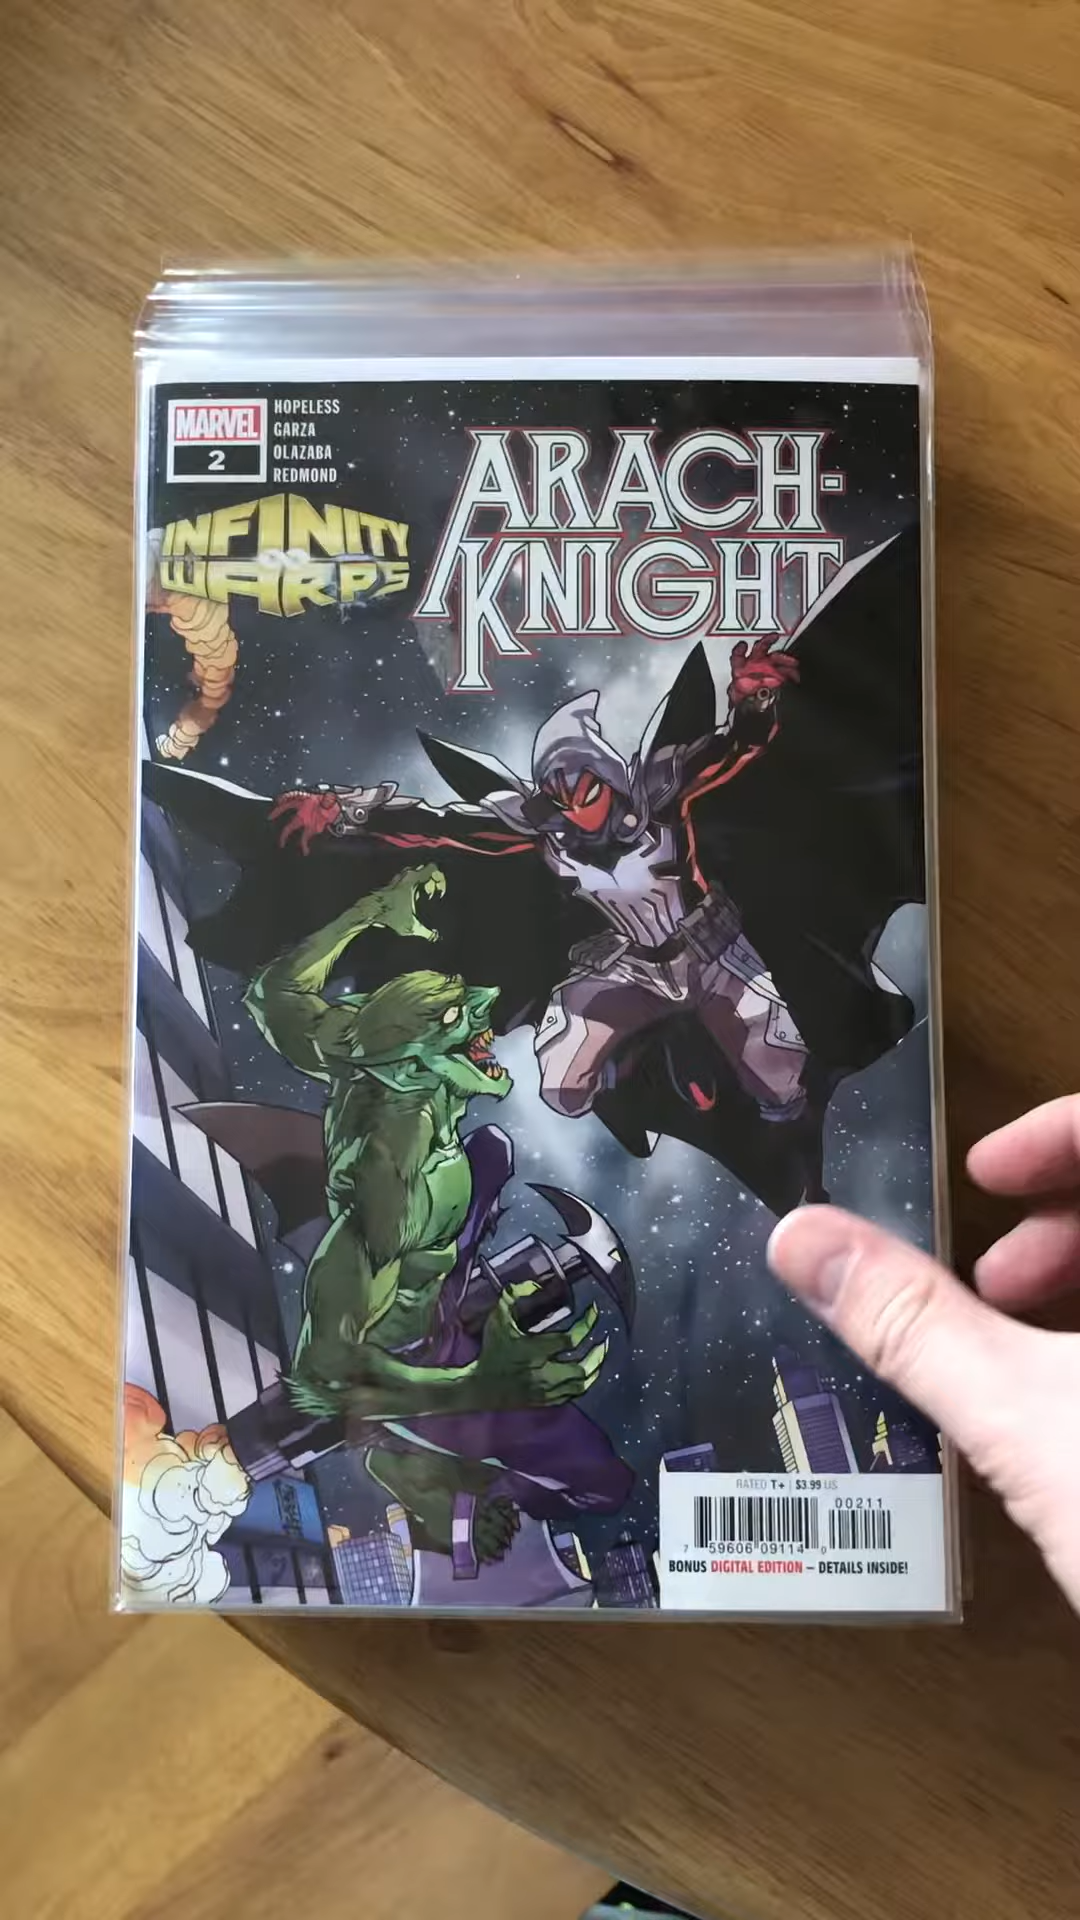 MARVEL
2
HOPELESS
GARZA
OLAZABA
REDMOND
INFINITY
WARPS
ARACH-
KNIGHT
RATED T+ | $3.99 US
00211
7 59606 09114 0
BONUS DIGITAL EDITION – DETAILS INSIDE!